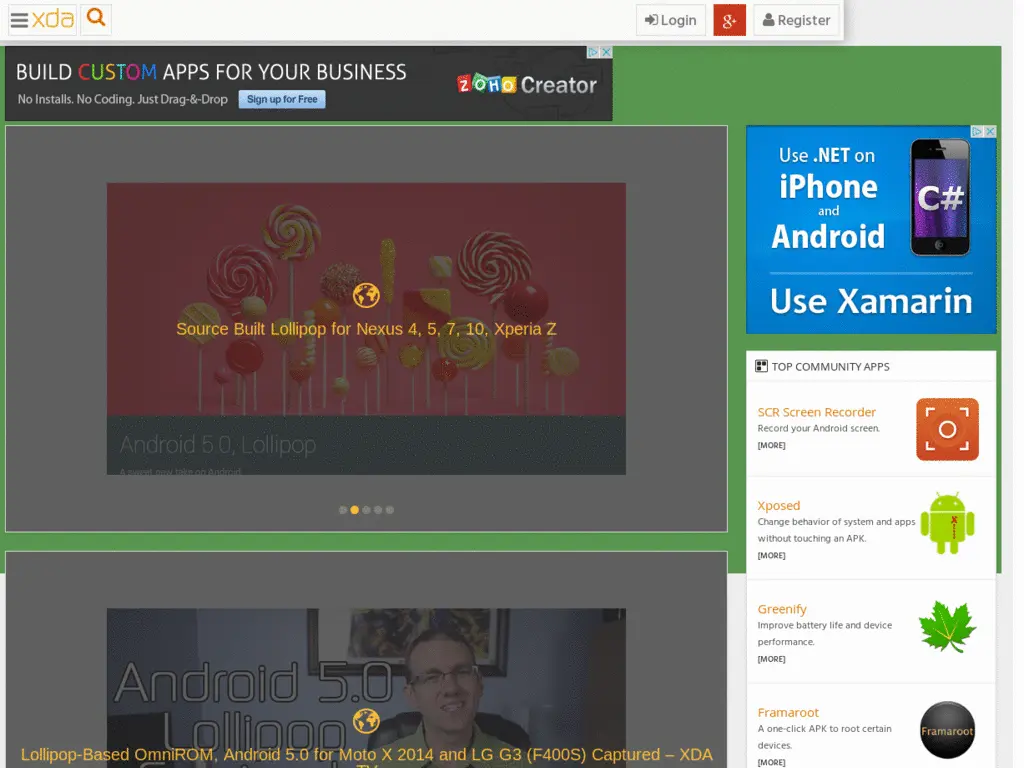 xda
Login
g+
Register
BUILD CUSTOM APPS FOR YOUR BUSINESS
No Installs. No Coding. Just Drag-&-Drop
Sign up for Free
ZOHO Creator
Source Built Lollipop for Nexus 4, 5, 7, 10, Xperia Z
Android 5.0, Lollipop
A sweet new take on Android.
Use .NET on
iPhone
and
Android
C#
Use Xamarin
TOP COMMUNITY APPS
SCR Screen Recorder
Record your Android screen.
[MORE]
Xposed
Change behavior of system and apps
without touching an APK.
[MORE]
Greenify
Improve battery life and device
performance.
[MORE]
Framaroot
A one-click APK to root certain
devices.
[MORE]
Framaroot
Android 5.0
Lollipop
Lollipop-Based OmniROM, Android 5.0 for Moto X 2014 and LG G3 (F400S) Captured – XDA
TV